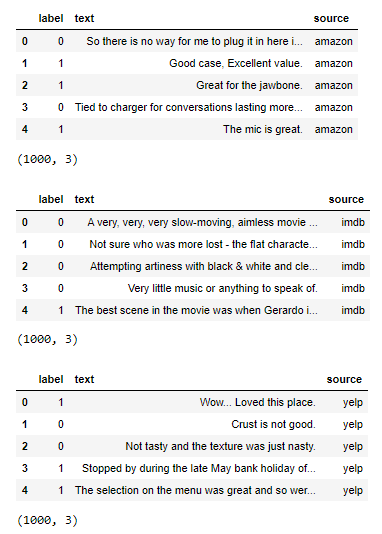 label text source
0 0 So there is no way for me to plug it in here i... amazon
1 1 Good case, Excellent value. amazon
2 1 Great for the jawbone. amazon
3 0 Tied to charger for conversations lasting more... amazon
4 1 The mic is great. amazon
(1000, 3)
label text source
0 0 A very, very, very slow-moving, aimless movie ... imdb
1 0 Not sure who was more lost - the flat characte... imdb
2 0 Attempting artiness with black & white and cle... imdb
3 0 Very little music or anything to speak of. imdb
4 1 The best scene in the movie was when Gerardo i... imdb
(1000, 3)
label text source
0 1 Wow... Loved this place. yelp
1 0 Crust is not good. yelp
2 0 Not tasty and the texture was just nasty. yelp
3 1 Stopped by during the late May bank holiday of... yelp
4 1 The selection on the menu was great and so wer... yelp
(1000, 3)